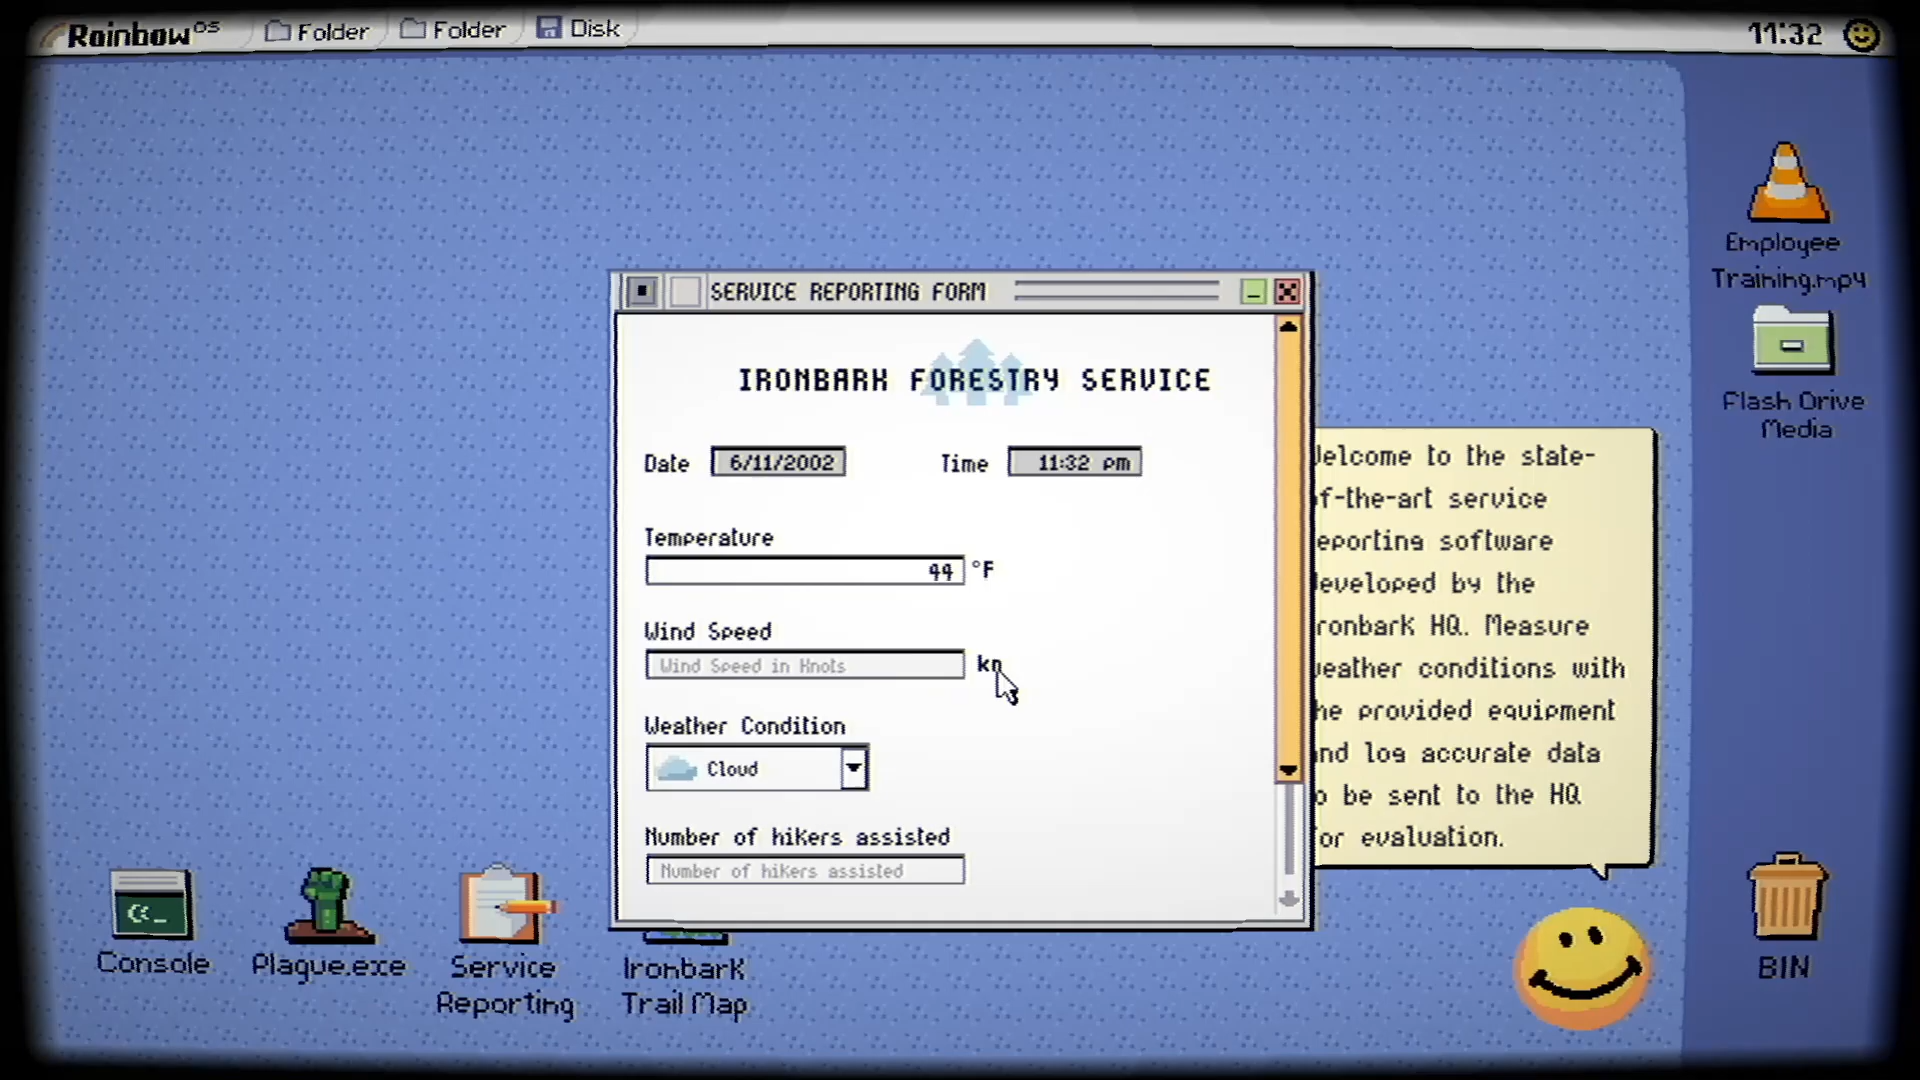 RainbowOS
Folder
Folder
Disk
11:32
Employee
Training.mp4
Flash Drive
Media
SERVICE REPORTING FORM
IRONBARK FORESTRY SERVICE
Date 6/11/2002 Time 11:32 pm
Temperature
44 °F
Wind Speed
Wind Speed in Knots kn
Weather Condition
Cloud
Number of hikers assisted
Number of hikers assisted
elcome to the state-
f-the-art service
eporting software
eveloped by the
ronbark HQ. Measure
eather conditions with
he provided equipment
nd log accurate data
o be sent to the HQ
or evaluation.
Console
Plague.exe
Service
Reporting
Ironbark
Trail Map
BIN